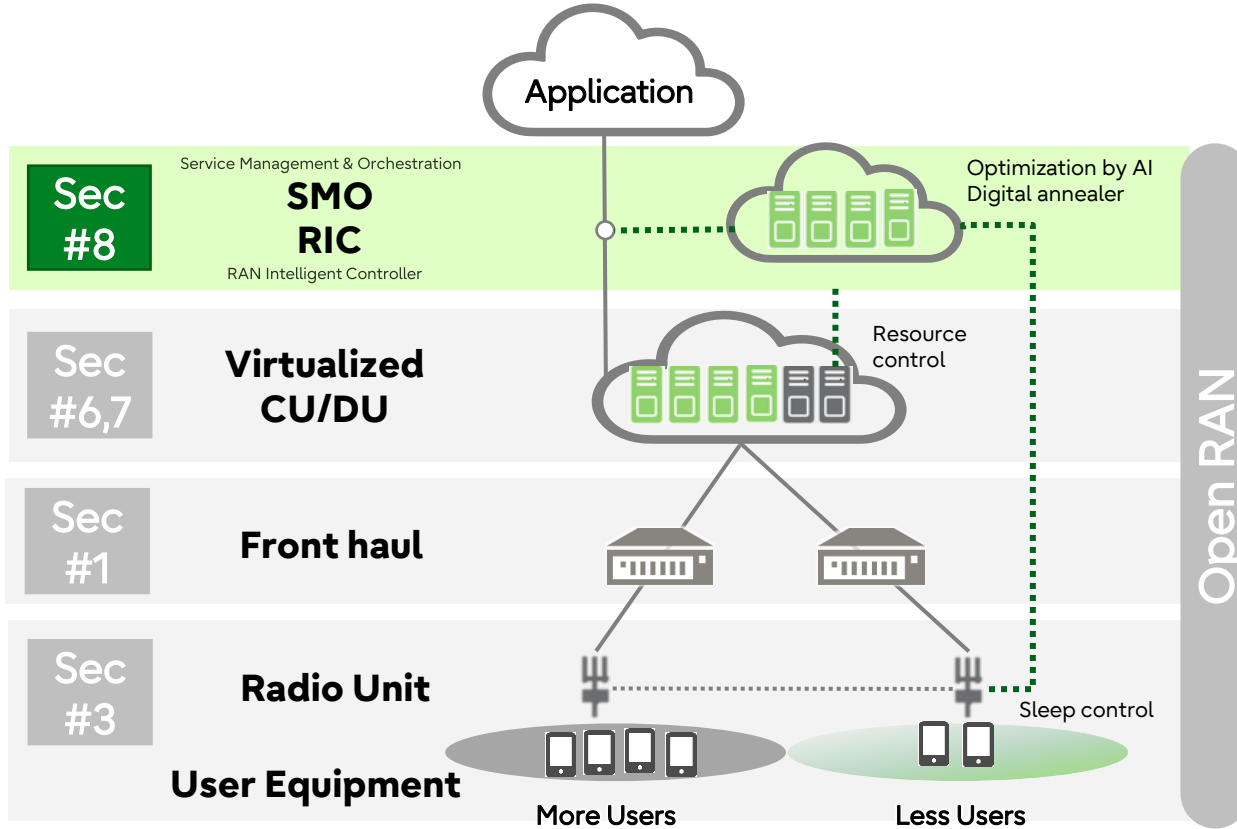 Application
Sec
#8
Service Management & Orchestration
SMO
RIC
RAN Intelligent Controller
Optimization by AI
Digital annealer
Sec
#6,7
Virtualized
CU/DU
Resource
control
Sec
#1
Front haul
Sec
#3
Radio Unit
Sleep control
User Equipment
More Users
Less Users
Open RAN